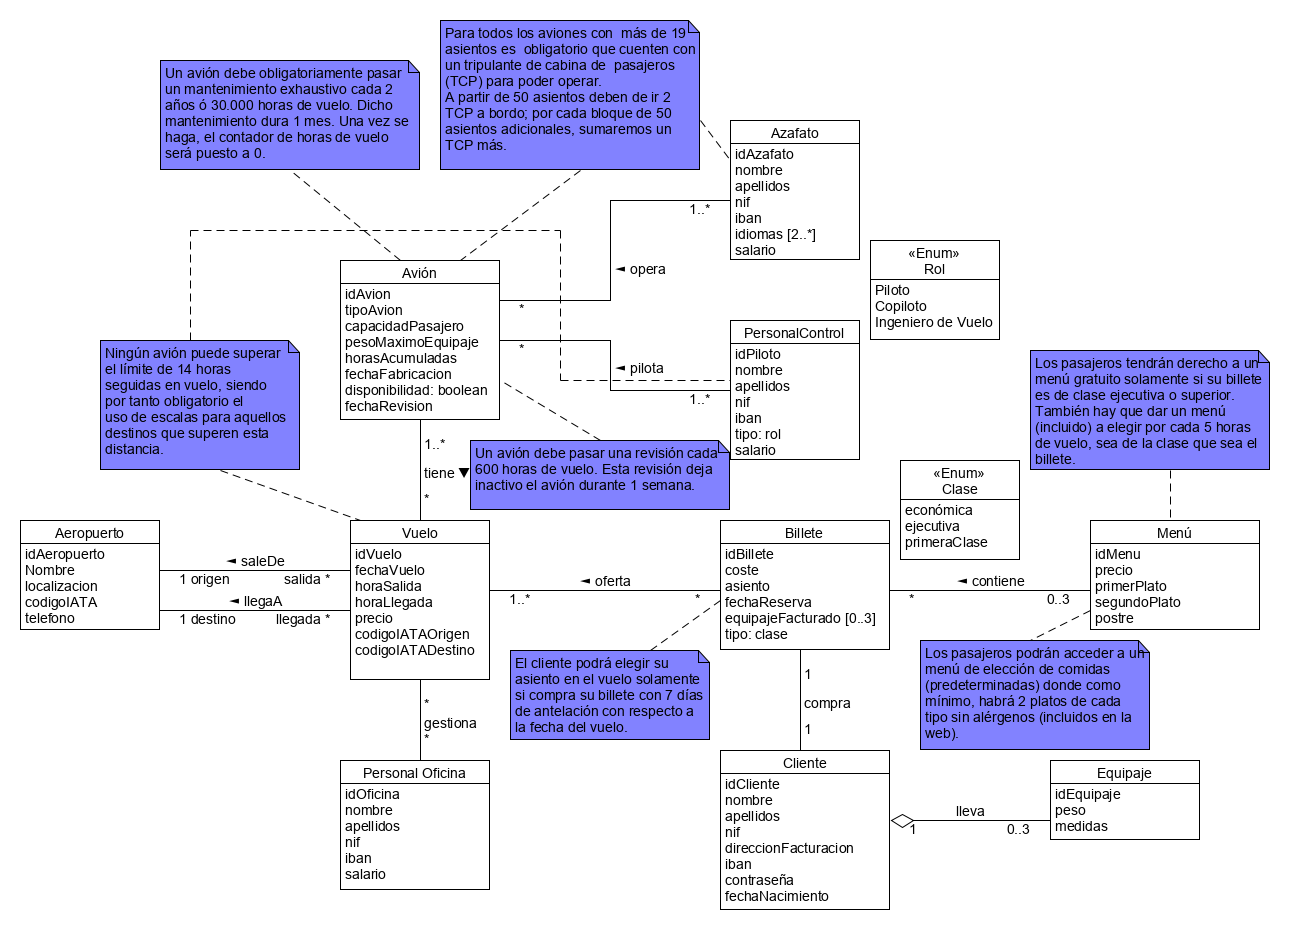 Para todos los aviones con  más de 19
asientos es  obligatorio que cuenten con
un tripulante de cabina de  pasajeros
(TCP) para poder operar.
A partir de 50 asientos deben de ir 2
TCP a bordo; por cada bloque de 50
asientos adicionales, sumaremos un
TCP más.
Un avión debe obligatoriamente pasar
un mantenimiento exhaustivo cada 2
años ó 30.000 horas de vuelo. Dicho
mantenimiento dura 1 mes. Una vez se
haga, el contador de horas de vuelo
será puesto a 0.
Azafato
idAzafato
nombre
apellidos
nif
iban
idiomas [2..*]
salario
1..*
◄ opera
*
«Enum»
Rol
Piloto
Copiloto
Ingeniero de Vuelo
Avión
idAvion
tipoAvion
capacidadPasajero
pesoMaximoEquipaje
horasAcumuladas
fechaFabricacion
disponibilidad: boolean
fechaRevision
*
◄ pilota
1..*
PersonalControl
idPiloto
nombre
apellidos
nif
iban
tipo: rol
salario
Ningún avión puede superar
el límite de 14 horas
seguidas en vuelo, siendo
por tanto obligatorio el
uso de escalas para aquellos
destinos que superen esta
distancia.
Los pasajeros tendrán derecho a un
menú gratuito solamente si su billete
es de clase ejecutiva o superior.
También hay que dar un menú
(incluido) a elegir por cada 5 horas
de vuelo, sea de la clase que sea el
billete.
1..*
tiene ▼
*
Un avión debe pasar una revisión cada
600 horas de vuelo. Esta revisión deja
inactivo el avión durante 1 semana.
«Enum»
Clase
económica
ejecutiva
primeraClase
Aeropuerto
idAeropuerto
Nombre
localizacion
codigoIATA
telefono
◄ saleDe
1 origen
salida *
◄ llegaA
1 destino
llegada *
Vuelo
idVuelo
fechaVuelo
horaSalida
horaLlegada
precio
codigoIATAOrigen
codigoIATADestino
◄ oferta
1..*
*
Billete
idBillete
coste
asiento
fechaReserva
equipajeFacturado [0..3]
tipo: clase
◄ contiene
*
0..3
Menú
idMenu
precio
primerPlato
segundoPlato
postre
El cliente podrá elegir su
asiento en el vuelo solamente
si compra su billete con 7 días
de antelación con respecto a
la fecha del vuelo.
Los pasajeros podrán acceder a un
menú de elección de comidas
(predeterminadas) donde como
mínimo, habrá 2 platos de cada
tipo sin alérgenos (incluidos en la
web).
*
gestiona
*
1
compra
1
Personal Oficina
idOficina
nombre
apellidos
nif
iban
salario
Cliente
idCliente
nombre
apellidos
nif
direccionFacturacion
iban
contraseña
fechaNacimiento
lleva
1
0..3
Equipaje
idEquipaje
peso
medidas